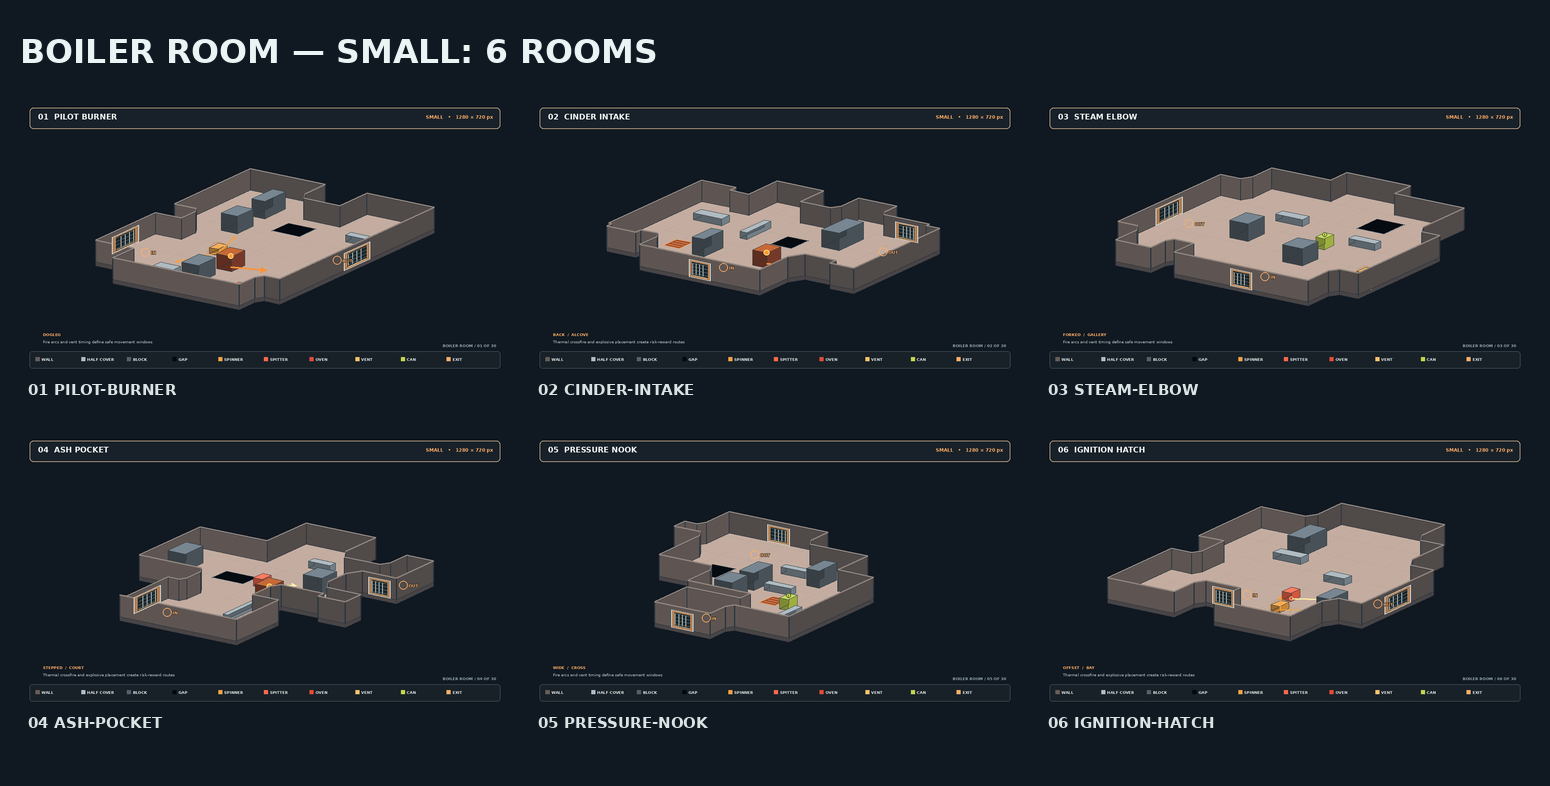 BOILER ROOM — SMALL: 6 ROOMS
01 PILOT BURNER
SMALL • 1280 × 720 px
IN
DOGLEG
Fire arcs and vent timing define safe movement windows
BOILER ROOM / 01 OF 30
WALL HALF COVER BLOCK GAP SPINNER SPITTER OVEN VENT CAN EXIT
01 PILOT-BURNER
02 CINDER INTAKE
SMALL • 1280 × 720 px
OUT
IN
BACK / ALCOVE
Thermal crossfire and explosive placement create risk-reward routes
BOILER ROOM / 02 OF 30
WALL HALF COVER BLOCK GAP SPINNER SPITTER OVEN VENT CAN EXIT
02 CINDER-INTAKE
03 STEAM ELBOW
SMALL • 1280 × 720 px
OUT
IN
FORKED / GALLERY
Fire arcs and vent timing define safe movement windows
BOILER ROOM / 03 OF 30
WALL HALF COVER BLOCK GAP SPINNER SPITTER OVEN VENT CAN EXIT
03 STEAM-ELBOW
04 ASH POCKET
SMALL • 1280 × 720 px
OUT
IN
STEPPED / COURT
Thermal crossfire and explosive placement create risk-reward routes
BOILER ROOM / 04 OF 30
WALL HALF COVER BLOCK GAP SPINNER SPITTER OVEN VENT CAN EXIT
04 ASH-POCKET
05 PRESSURE NOOK
SMALL • 1280 × 720 px
OUT
IN
WIDE / CROSS
Fire arcs and vent timing define safe movement windows
BOILER ROOM / 05 OF 30
WALL HALF COVER BLOCK GAP SPINNER SPITTER OVEN VENT CAN EXIT
05 PRESSURE-NOOK
06 IGNITION HATCH
SMALL • 1280 × 720 px
IN
OFFSET / BAY
Thermal crossfire and explosive placement create risk-reward routes
BOILER ROOM / 06 OF 30
WALL HALF COVER BLOCK GAP SPINNER SPITTER OVEN VENT CAN EXIT
06 IGNITION-HATCH